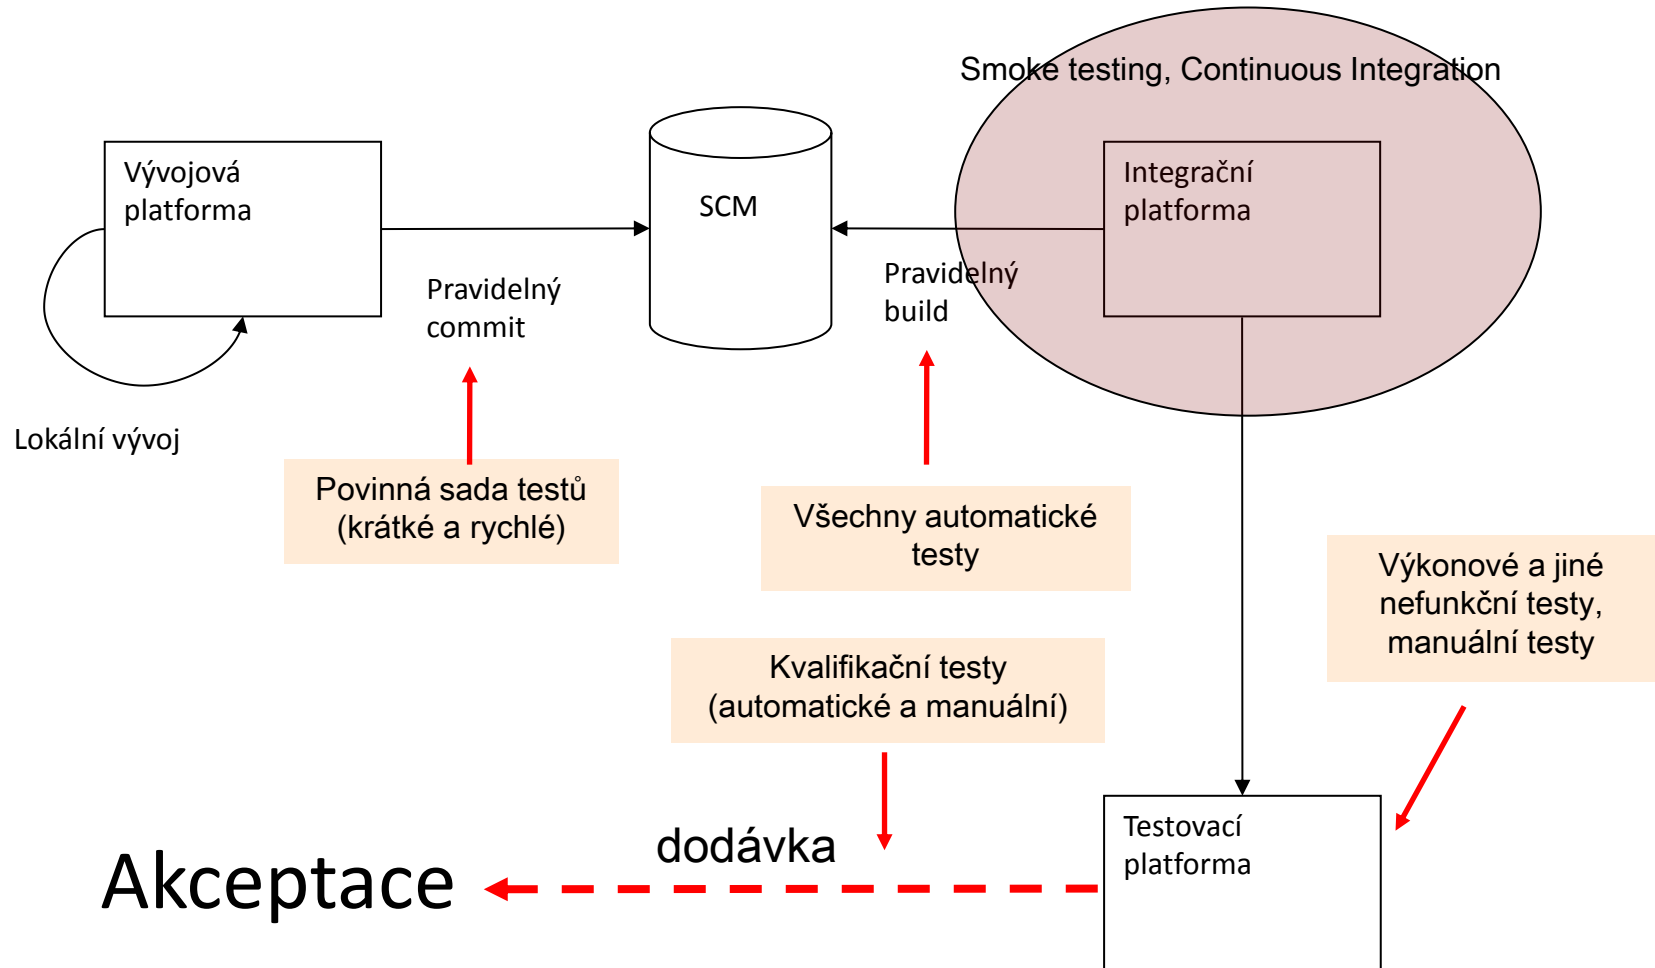 Smoke testing, Continuous Integration
Vývojová
platforma
SCM
Integrační
platforma
Pravidelný
commit
Pravidelný
build
Lokální vývoj
Povinná sada testů
(krátké a rychlé)
Všechny automatické
testy
Výkonové a jiné
nefunkční testy,
manuální testy
Kvalifikační testy
(automatické a manuální)
Testovací
platforma
dodávka
Akceptace